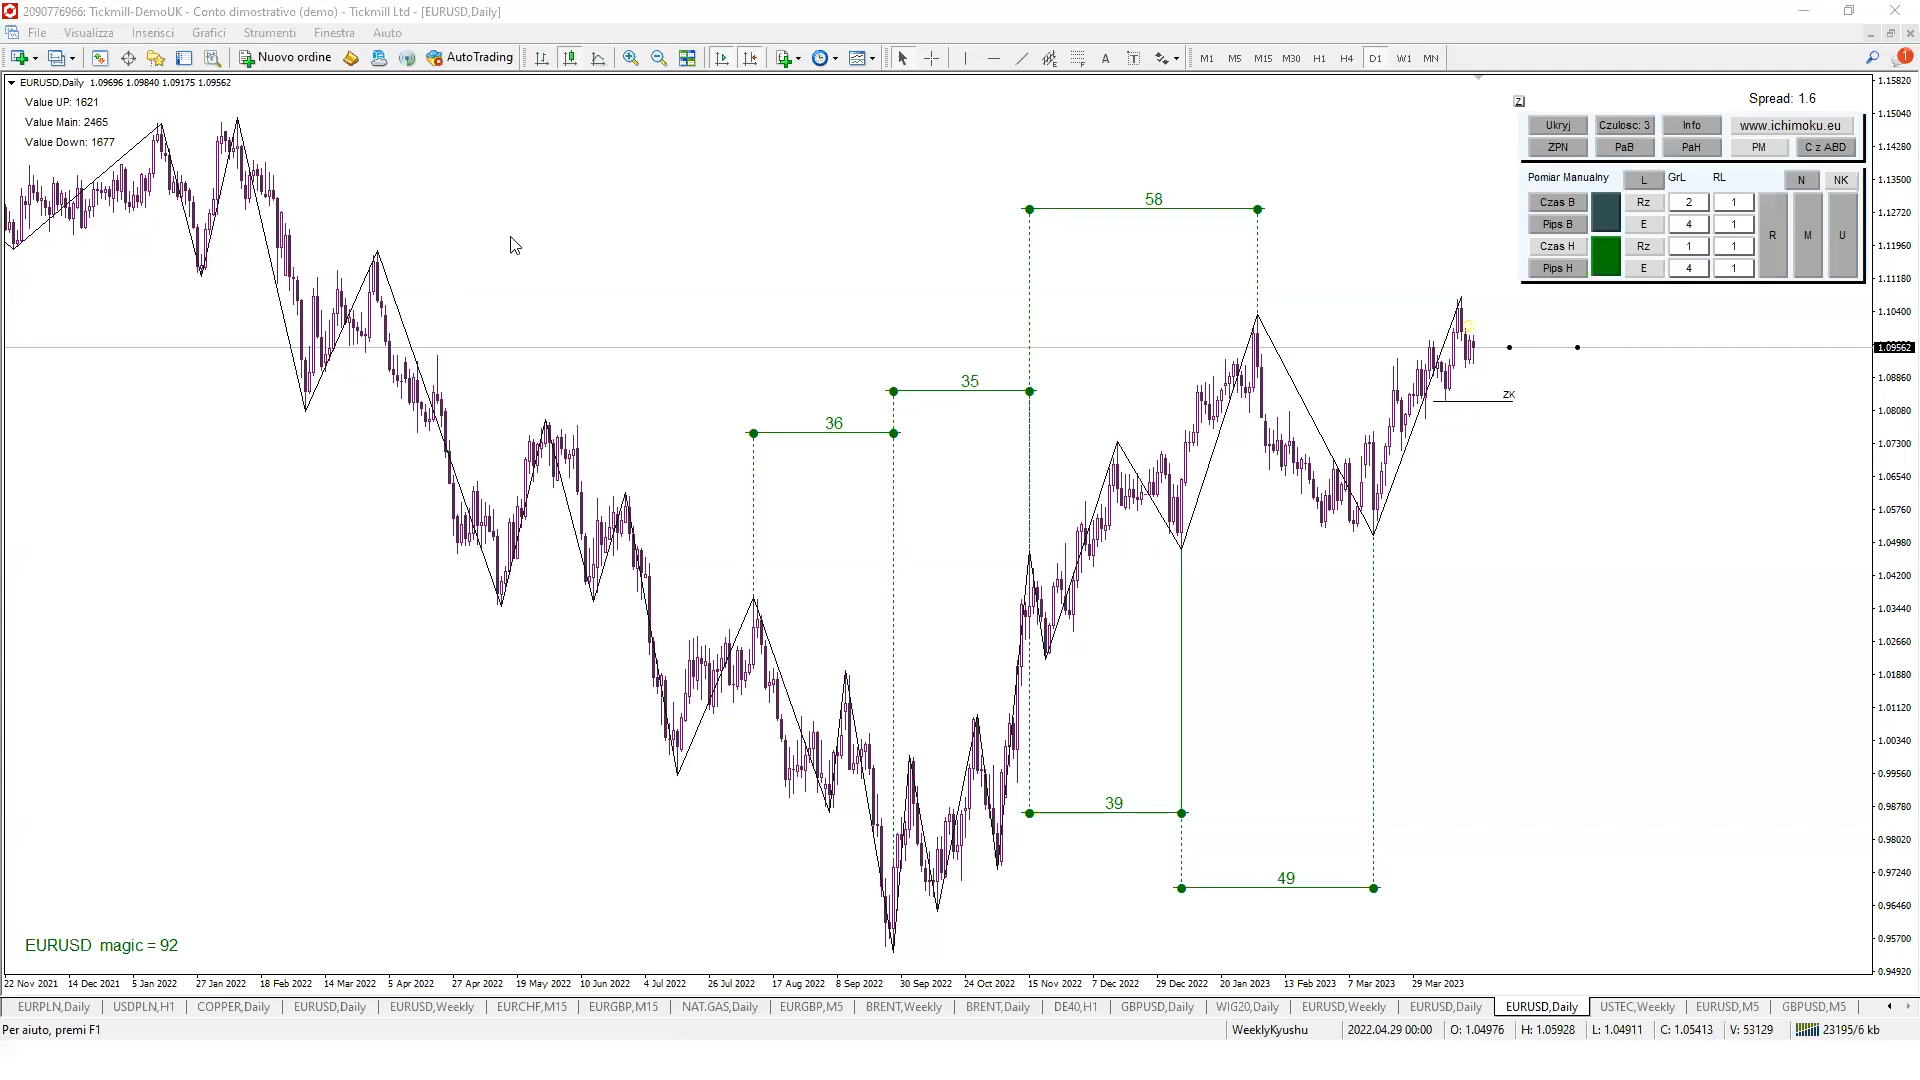 2090776966: Tickmill-DemoUK - Conto dimostrativo (demo) - Tickmill Ltd - [EURUSD,Daily]
File Visualizza Inserisci Grafici Strumenti Finestra Aiuto
Nuovo ordine AutoTrading A T M1 M5 M15 M30 H1 H4 D1 W1 MN 1
EURUSD,Daily 1.09696 1.09840 1.09175 1.09562
Value UP: 1621
Value Main: 2465
Value Down: 1677
Z
Spread: 1.6
Ukryj Czulosc: 3 Info www.ichimoku.eu
ZPN PaB PaH PM C z ABD
Pomiar Manualny L GrL RL N NK
Czas B Rz 2 1
Pips B E 4 1
R M U
Czas H Rz 1 1
Pips H E 4 1
58
35
36
39
49
ZK
1.15820
1.15040
1.14280
1.13500
1.12720
1.11960
1.11180
1.10400
1.09562
1.08860
1.08080
1.07300
1.06540
1.05760
1.04980
1.04200
1.03440
1.02660
1.01880
1.01120
1.00340
0.99560
0.98780
0.98020
0.97240
0.96460
0.95700
0.94920
EURUSD magic = 92
22 Nov 2021 14 Dec 2021 5 Jan 2022 27 Jan 2022 18 Feb 2022 14 Mar 2022 5 Apr 2022 27 Apr 2022 19 May 2022 10 Jun 2022 4 Jul 2022 26 Jul 2022 17 Aug 2022 8 Sep 2022 30 Sep 2022 24 Oct 2022 15 Nov 2022 7 Dec 2022 29 Dec 2022 20 Jan 2023 13 Feb 2023 7 Mar 2023 29 Mar 2023
EURPLN,Daily USDPLN,H1 COPPER,Daily EURUSD,Daily EURUSD,Weekly EURCHF,M15 EURGBP,M15 NAT.GAS,Daily EURGBP,M5 BRENT,Weekly BRENT,Daily DE40,H1 GBPUSD,Daily WIG20,Daily EURUSD,Weekly EURUSD,Daily EURUSD,Daily USTEC,Weekly EURUSD,M5 GBPUSD,M5
Per aiuto, premi F1 WeeklyKyushu 2022.04.29 00:00 O: 1.04976 H: 1.05928 L: 1.04911 C: 1.05413 V: 53129 23195/6 kb